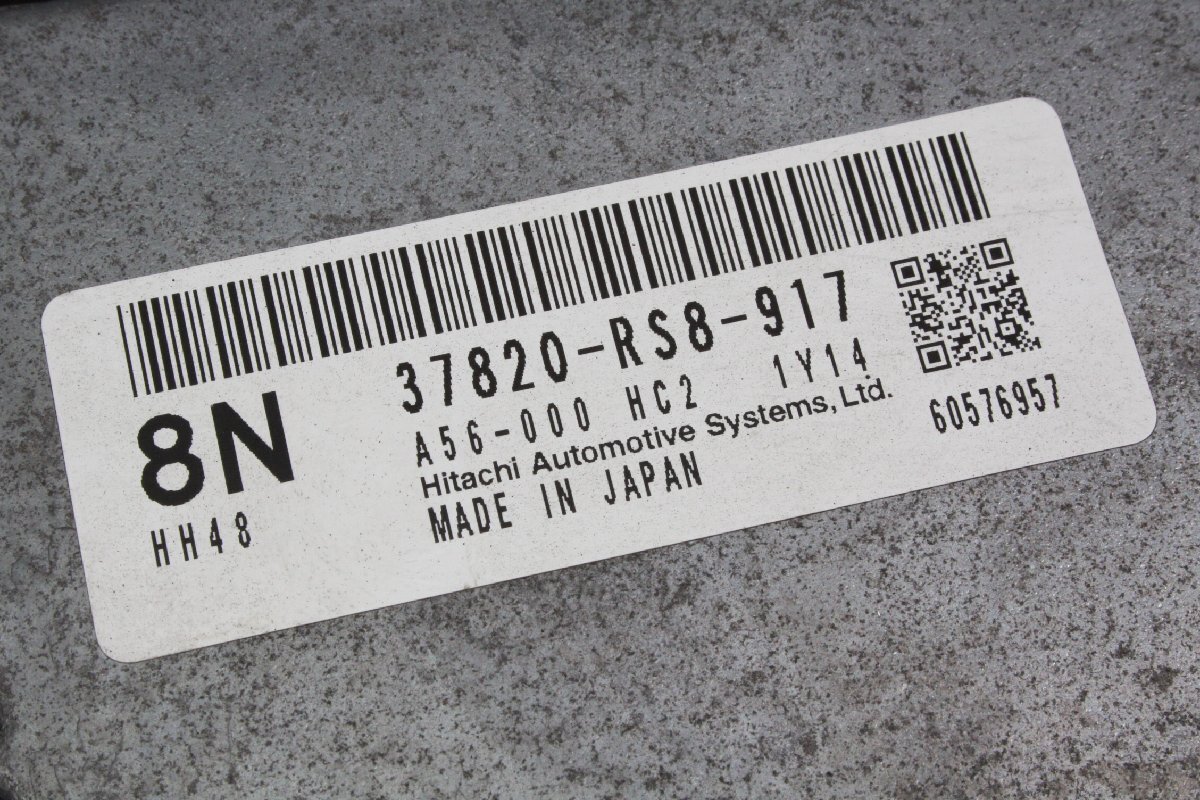 37820-RS8-917
8N
A56-000 HC2 1Y14
Hitachi Automotive Systems, Ltd.
60576957
HH48
MADE IN JAPAN